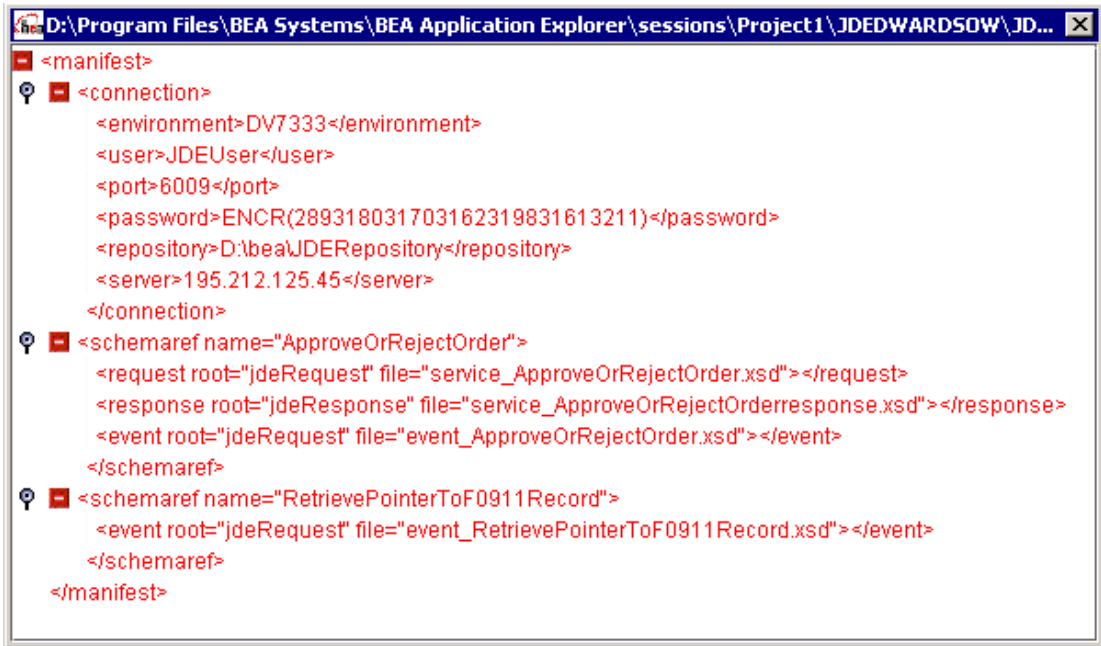 D:\Program Files\BEA Systems\BEA Application Explorer\sessions\Project1\JDEDWARDSOW\JD...
<manifest>
<connection>
<environment>DV7333</environment>
<user>JDEUser</user>
<port>6009</port>
<password>ENCR(2893180317031623198316​13211)</password>
<repository>D:\bea\JDERepository</repository>
<server>195.212.125.45</server>
</connection>
<schemaref name="ApproveOrRejectOrder">
<request root="jdeRequest" file="service_ApproveOrRejectOrder.xsd"></request>
<response root="jdeResponse" file="service_ApproveOrRejectOrderresponse.xsd"></response>
<event root="jdeRequest" file="event_ApproveOrRejectOrder.xsd"></event>
</schemaref>
<schemaref name="RetrievePointerToF0911Record">
<event root="jdeRequest" file="event_RetrievePointerToF0911Record.xsd"></event>
</schemaref>
</manifest>